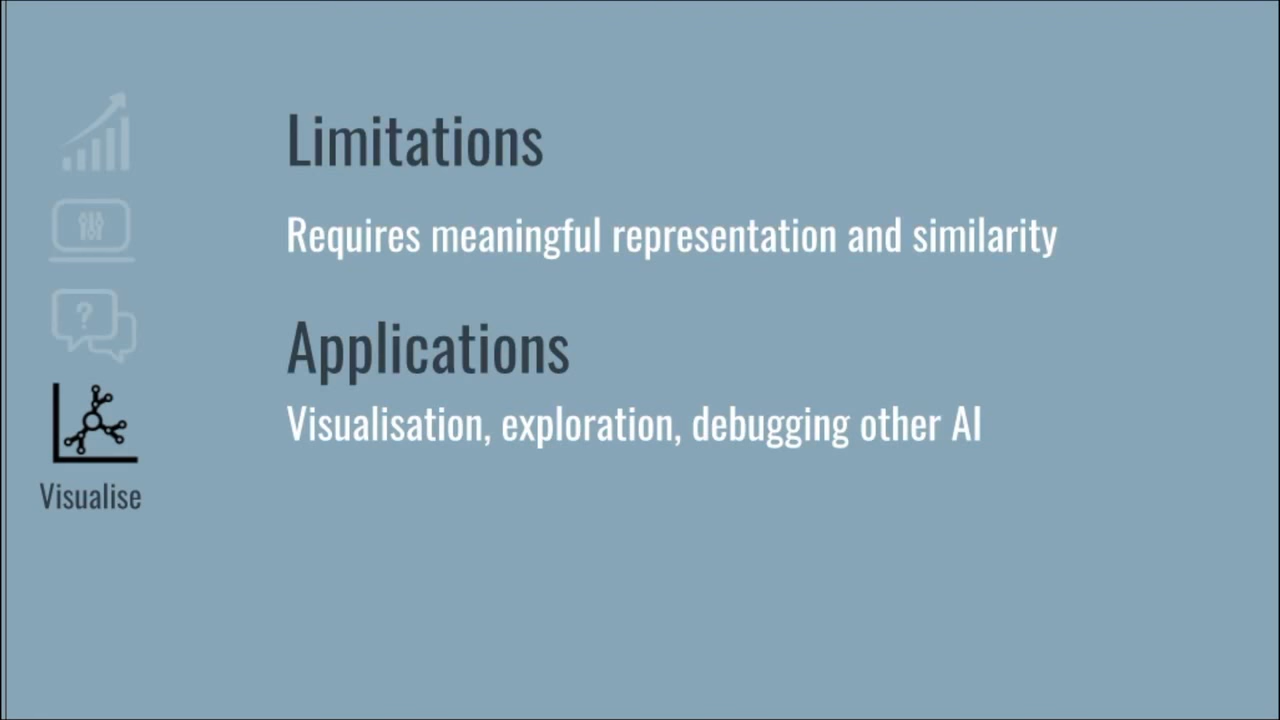 Limitations
Requires meaningful representation and similarity
?
Applications
Visualisation, exploration, debugging other AI
Visualise